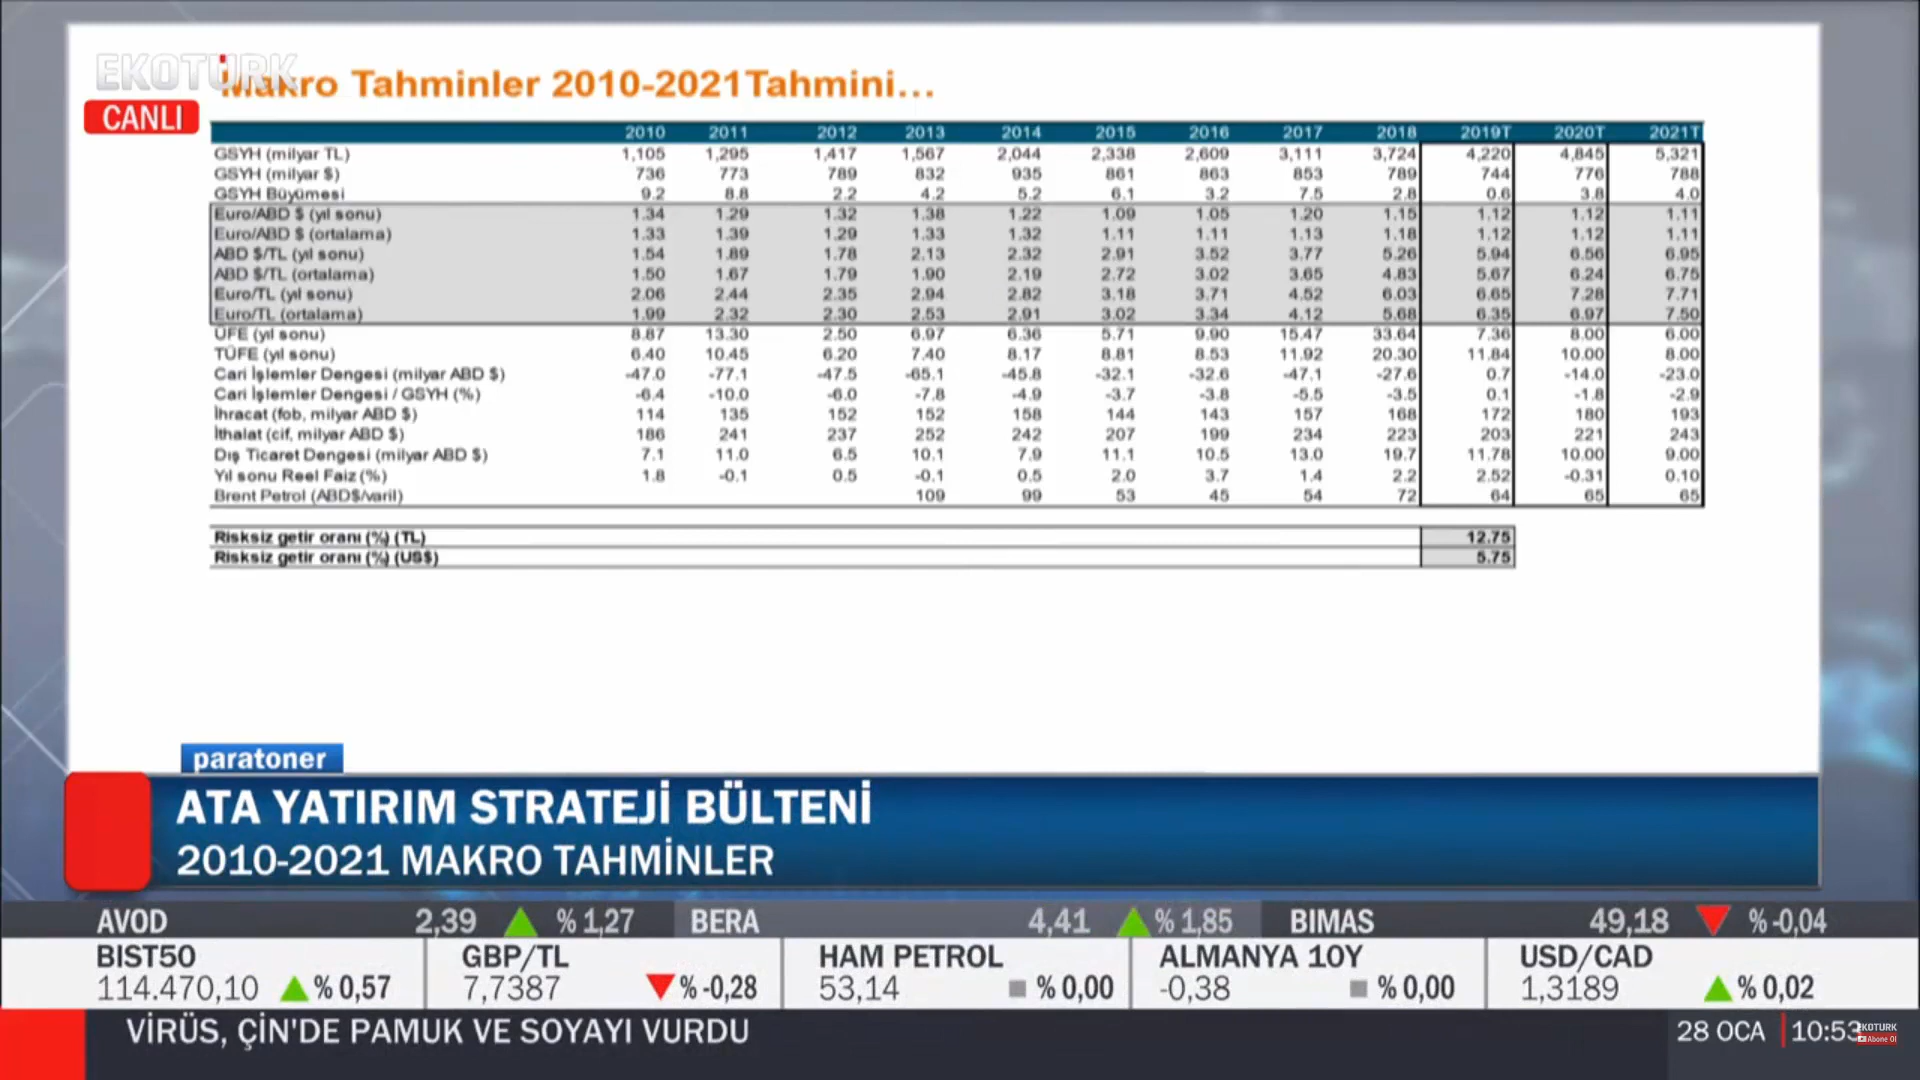 EKOTÜRK
Makro Tahminler 2010-2021Tahmini...
CANLI
2010 2011 2012 2013 2014 2015 2016 2017 2018 2019T 2020T 2021T
GSYH (milyar TL) 1,105 1,295 1,417 1,567 2,044 2,338 2,609 3,111 3,724 4,220 4,845 5,321
GSYH (milyar $) 736 773 789 832 935 861 863 853 789 744 776 788
GSYH Büyümesi 9.2 8.8 2.2 4.2 5.2 6.1 3.2 7.5 2.8 0.6 3.8 4.0
Euro/ABD $ (yıl sonu) 1.34 1.29 1.32 1.38 1.22 1.09 1.05 1.20 1.15 1.12 1.12 1.11
Euro/ABD $ (ortalama) 1.33 1.39 1.29 1.33 1.32 1.11 1.11 1.13 1.18 1.12 1.12 1.11
ABD $/TL (yıl sonu) 1.54 1.89 1.78 2.13 2.32 2.91 3.52 3.77 5.26 5.94 6.56 6.95
ABD $/TL (ortalama) 1.50 1.67 1.79 1.90 2.19 2.72 3.02 3.65 4.83 5.67 6.24 6.75
Euro/TL (yıl sonu) 2.06 2.44 2.35 2.94 2.82 3.18 3.71 4.52 6.03 6.65 7.28 7.71
Euro/TL (ortalama) 1.99 2.32 2.30 2.53 2.91 3.02 3.34 4.12 5.68 6.35 6.97 7.50
ÜFE (yıl sonu) 8.87 13.30 2.50 6.97 6.36 5.71 9.90 15.47 33.64 7.36 8.00 6.00
TÜFE (yıl sonu) 6.40 10.45 6.20 7.40 8.17 8.81 8.53 11.92 20.30 11.84 10.00 8.00
Cari İşlemler Dengesi (milyar ABD $) -47.0 -77.1 -47.5 -65.1 -45.8 -32.1 -32.6 -47.1 -27.6 0.7 -14.0 -23.0
Cari İşlemler Dengesi / GSYH (%) -6.4 -10.0 -6.0 -7.8 -4.9 -3.7 -3.8 -5.5 -3.5 0.1 -1.8 -2.9
İhracat (fob, milyar ABD $) 114 135 152 152 158 144 143 157 168 172 180 193
İthalat (cif, milyar ABD $) 186 241 237 252 242 207 199 234 223 203 221 243
Dış Ticaret Dengesi (milyar ABD $) 7.1 11.0 6.5 10.1 7.9 11.1 10.5 13.0 19.7 11.78 10.00 9.00
Yıl sonu Reel Faiz (%) 1.8 -0.1 0.5 -0.1 0.5 2.0 3.7 1.4 2.2 2.52 -0.31 0.10
Brent Petrol (ABD$/varil) 109 99 53 45 54 72 64 65 65
Risksiz getir oranı (%) (TL) 12.75
Risksiz getir oranı (%) (US$) 5.75
paratoner
ATA YATIRIM STRATEJİ BÜLTENİ
2010-2021 MAKRO TAHMİNLER
AVOD 2,39 % 1,27 BERA 4,41 % 1,85 BIMAS 49,18 % -0,04
BIST50 GBP/TL HAM PETROL ALMANYA 10Y USD/CAD
114.470,10 % 0,57 7,7387 % -0,28 53,14 % 0,00 -0,38 % 0,00 1,3189 % 0,02
VİRÜS, ÇİN'DE PAMUK VE SOYAYI VURDU
28 OCA 10:53
EKOTÜRK
Abone Ol